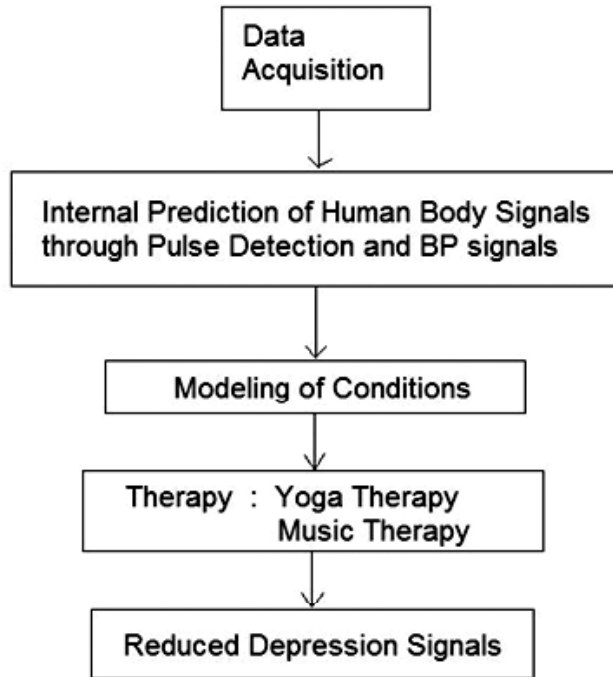 Data
Acquisition
Internal Prediction of Human Body Signals
through Pulse Detection and BP signals
Modeling of Conditions
Therapy : Yoga Therapy
Music Therapy
Reduced Depression Signals